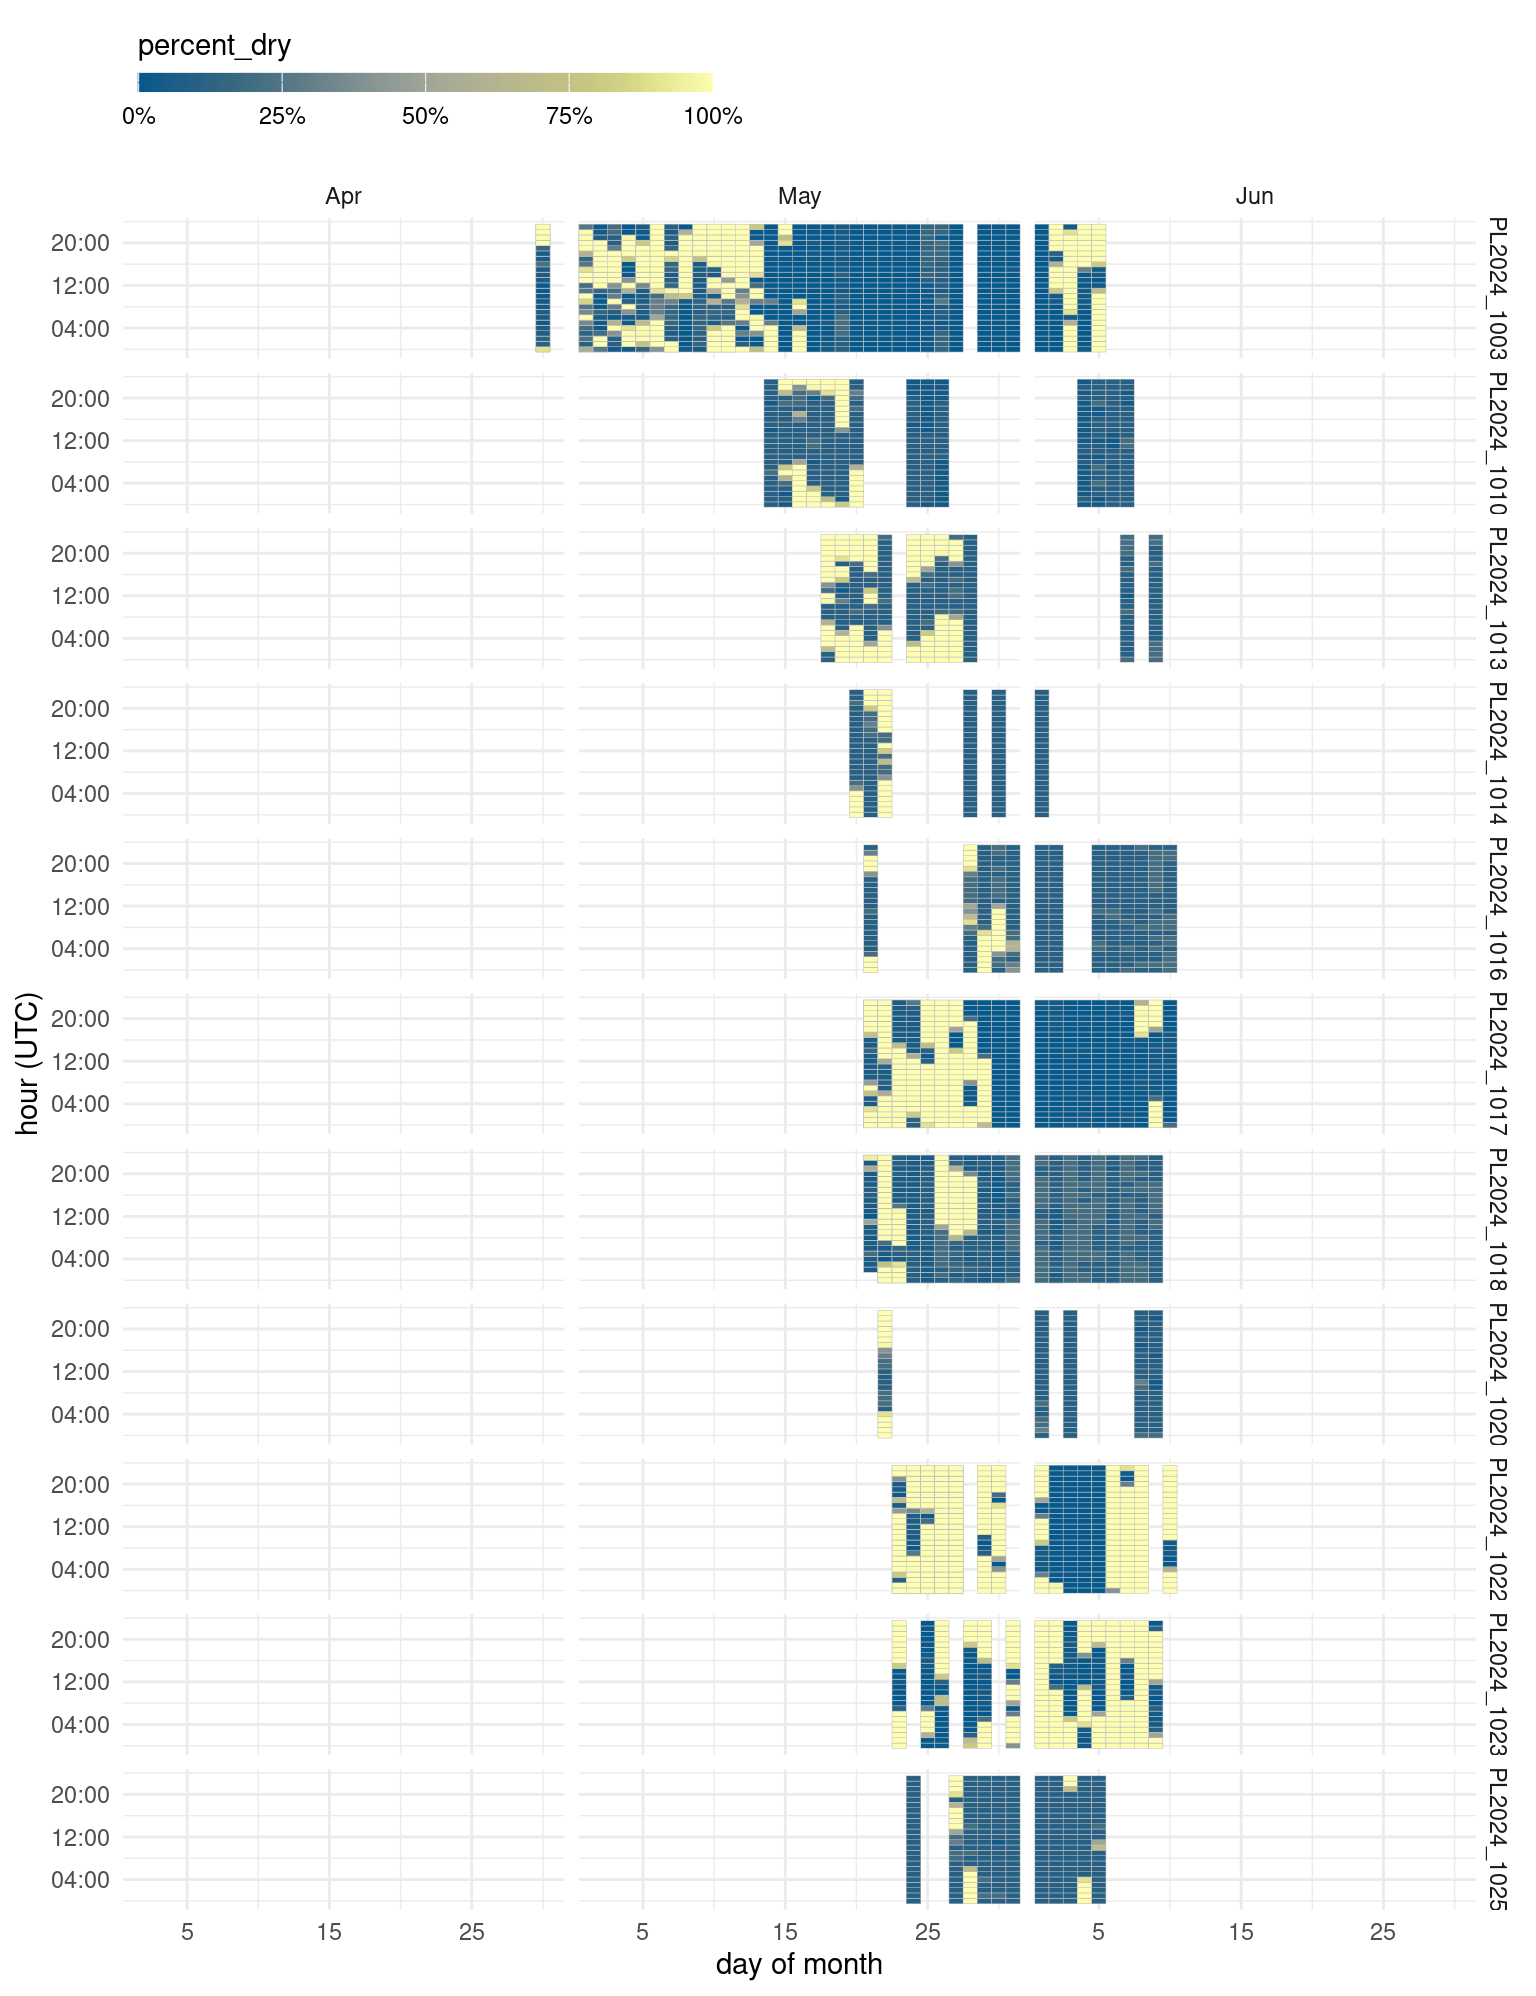 percent_dry
0% 25% 50% 75% 100%
Apr May Jun
20:00
12:00
04:00
PL2024_1003
20:00
12:00
04:00
PL2024_1010
20:00
12:00
04:00
PL2024_1013
20:00
12:00
04:00
PL2024_1014
20:00
12:00
04:00
PL2024_1016
20:00
12:00
04:00
PL2024_1017
20:00
12:00
04:00
PL2024_1018
20:00
12:00
04:00
PL2024_1020
20:00
12:00
04:00
PL2024_1022
20:00
12:00
04:00
PL2024_1023
20:00
12:00
04:00
PL2024_1025
hour (UTC)
5 15 25 5 15 25 5 15 25
day of month